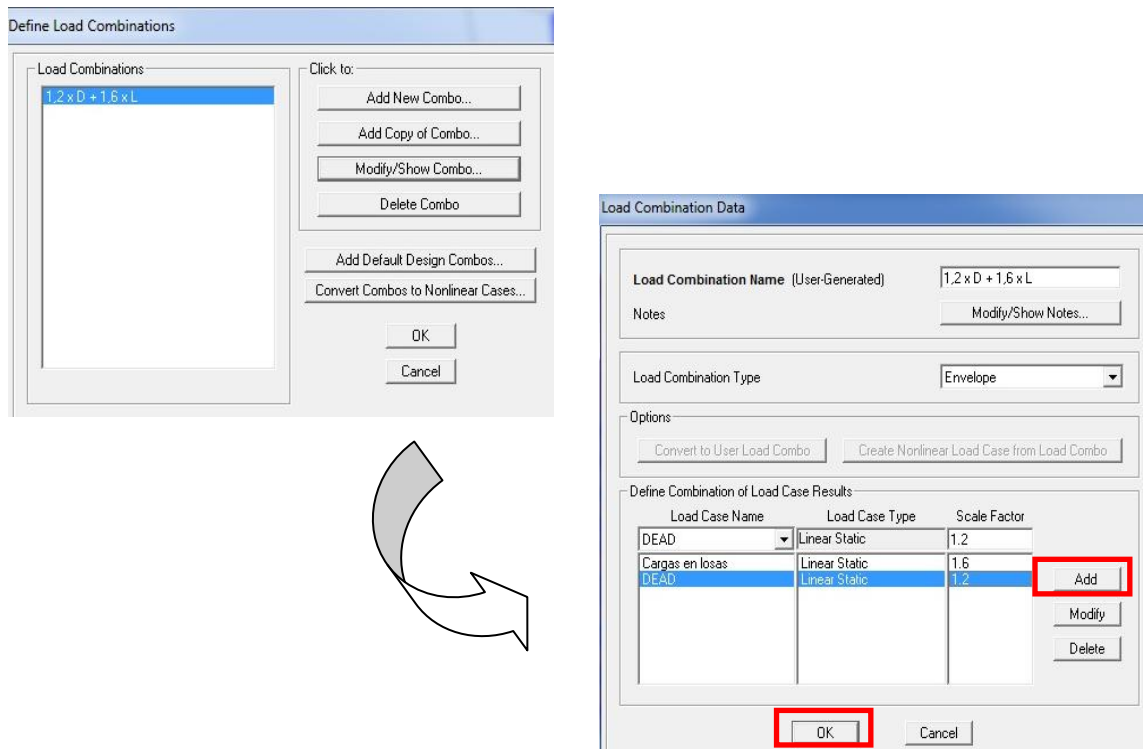 Define Load Combinations
Load Combinations
1,2 x D + 1,6 x L
Click to:
Add New Combo...
Add Copy of Combo...
Modify/Show Combo...
Delete Combo
Add Default Design Combos...
Convert Combos to Nonlinear Cases...
OK
Cancel
Load Combination Data
Load Combination Name (User-Generated) 1,2 x D + 1,6 x L
Notes Modify/Show Notes...
Load Combination Type Envelope
Options
Convert to User Load Combo Create Nonlinear Load Case from Load Combo
Define Combination of Load Case Results
Load Case Name Load Case Type Scale Factor
DEAD Linear Static 1.2
Cargas en losas Linear Static 1.6
DEAD Linear Static 1.2
Add
Modify
Delete
OK Cancel